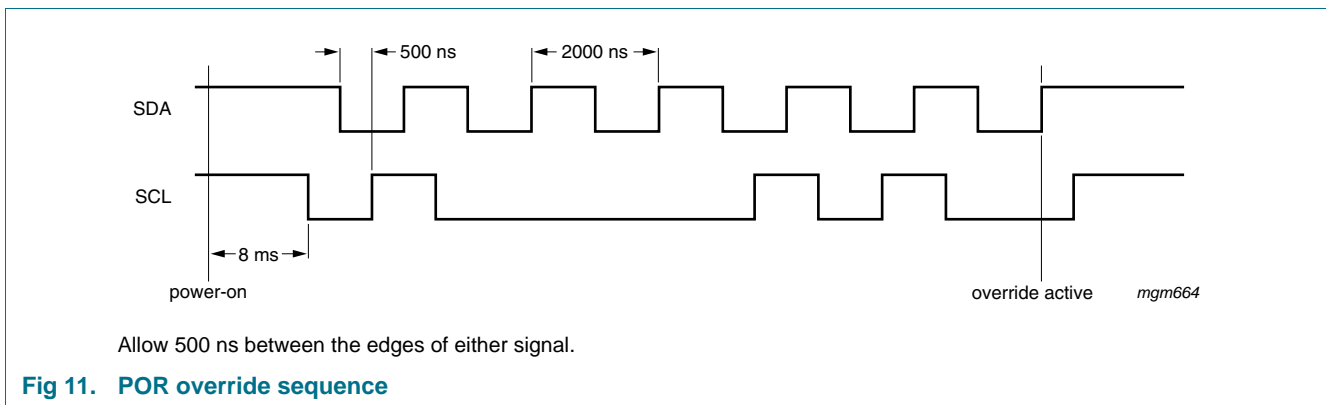 500 ns
2000 ns
SDA
SCL
8 ms
power-on
override active
mgm664
Allow 500 ns between the edges of either signal.
Fig 11. POR override sequence